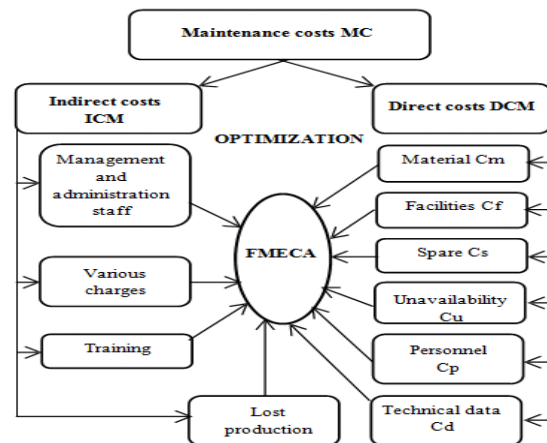 Maintenance costs MC
Indirect costs
ICM
Direct costs DCM
OPTIMIZATION
Management
and
administration
staff
Various
charges
Training
Lost
production
FMECA
Material Cm
Facilities Cf
Spare Cs
Unavailability
Cu
Personnel
Cp
Technical data
Cd